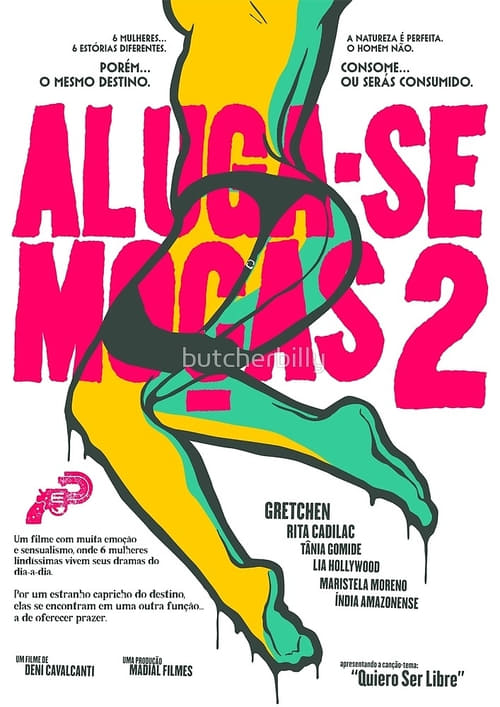 6 MULHERES...
6 ESTÓRIAS DIFERENTES.
PORÉM...
O MESMO DESTINO.
A NATUREZA É PERFEITA.
O HOMEM NÃO.
CONSOME...
OU SERÁS CONSUMIDO.
ALUGA-SE
MOÇAS 2
butcherbilly
GRETCHEN
RITA CADILAC
TÂNIA GOMIDE
LIA HOLLYWOOD
MARISTELA MORENO
ÍNDIA AMAZONENSE
Um filme com muita emoção
e sensualismo, onde 6 mulheres
lindíssimas vivem seus dramas do
dia-a-dia.
Por um estranho capricho do destino,
elas se encontram em uma outra função...
a de oferecer prazer.
UM FILME DE
DENI CAVALCANTI
UMA PRODUÇÃO
MADIAL FILMES
apresentando a canção-tema:
"Quiero Ser Libre"